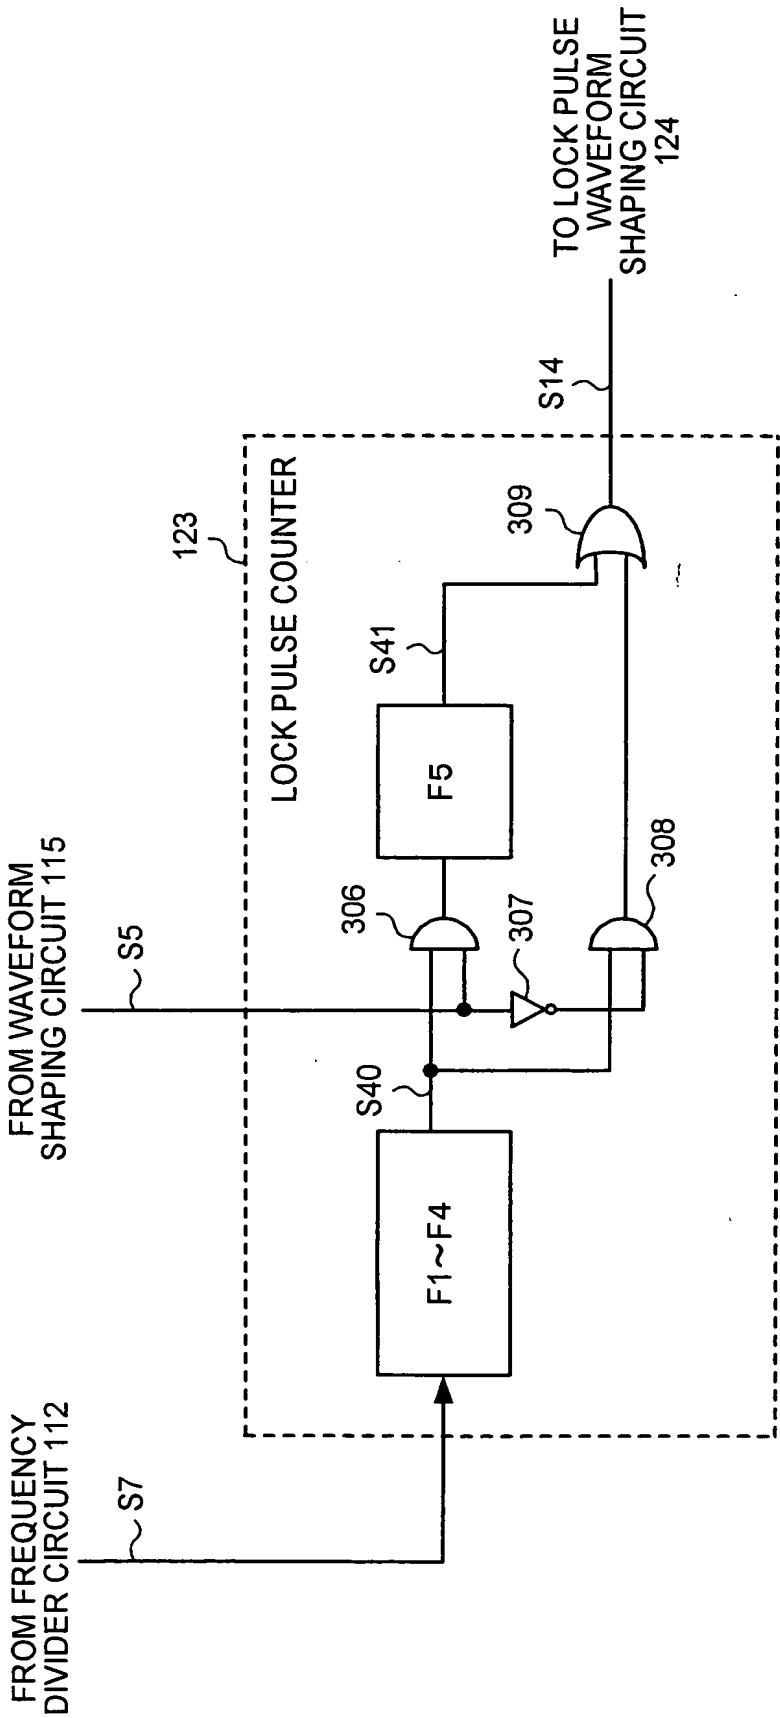 FROM FREQUENCY
DIVIDER CIRCUIT 112
S7
FROM WAVEFORM
SHAPING CIRCUIT 115
S5
123
LOCK PULSE COUNTER
F1~F4
S40
306
F5
S41
307
308
309
S14
TO LOCK PULSE
WAVEFORM
SHAPING CIRCUIT
124